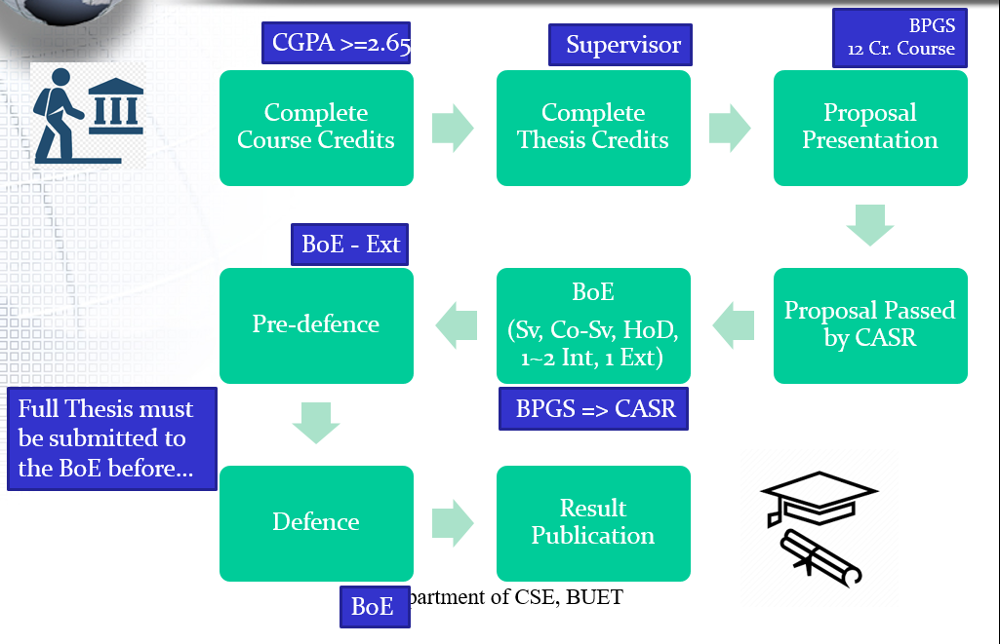 CGPA >=2.65
Supervisor
BPGS
12 Cr. Course
Complete
Course Credits
Complete
Thesis Credits
Proposal
Presentation
BoE - Ext
Pre-defence
BoE
(Sv, Co-Sv, HoD,
1~2 Int, 1 Ext)
Proposal Passed
by CASR
BPGS => CASR
Full Thesis must
be submitted to
the BoE before...
Defence
Result
Publication
BoE
of CSE, BUET